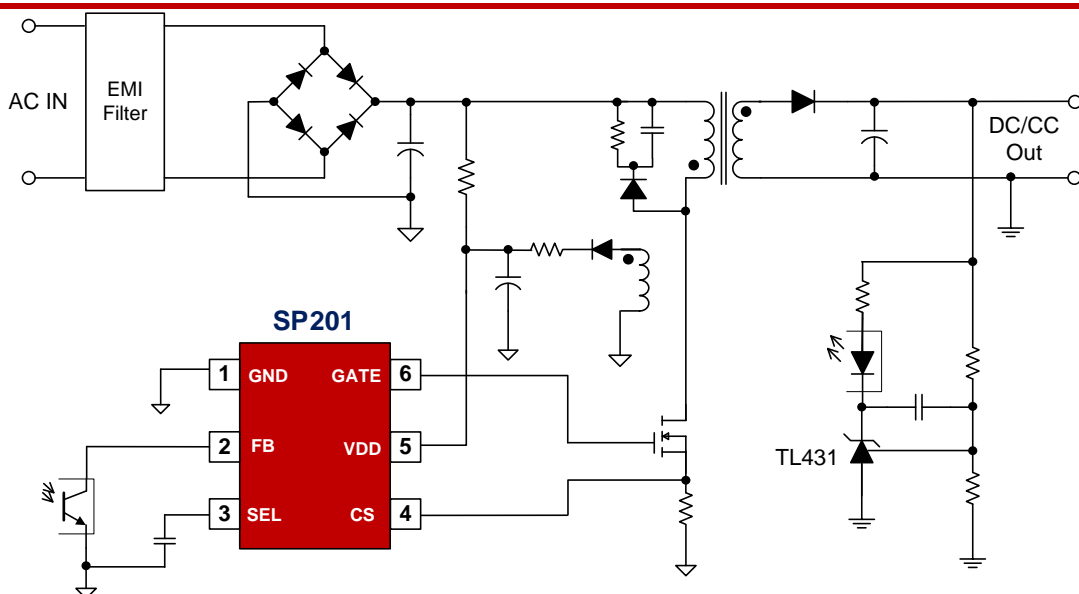 AC IN
EMI
Filter
DC/CC
Out
SP201
1 GND GATE 6
2 FB VDD 5
3 SEL CS 4
TL431